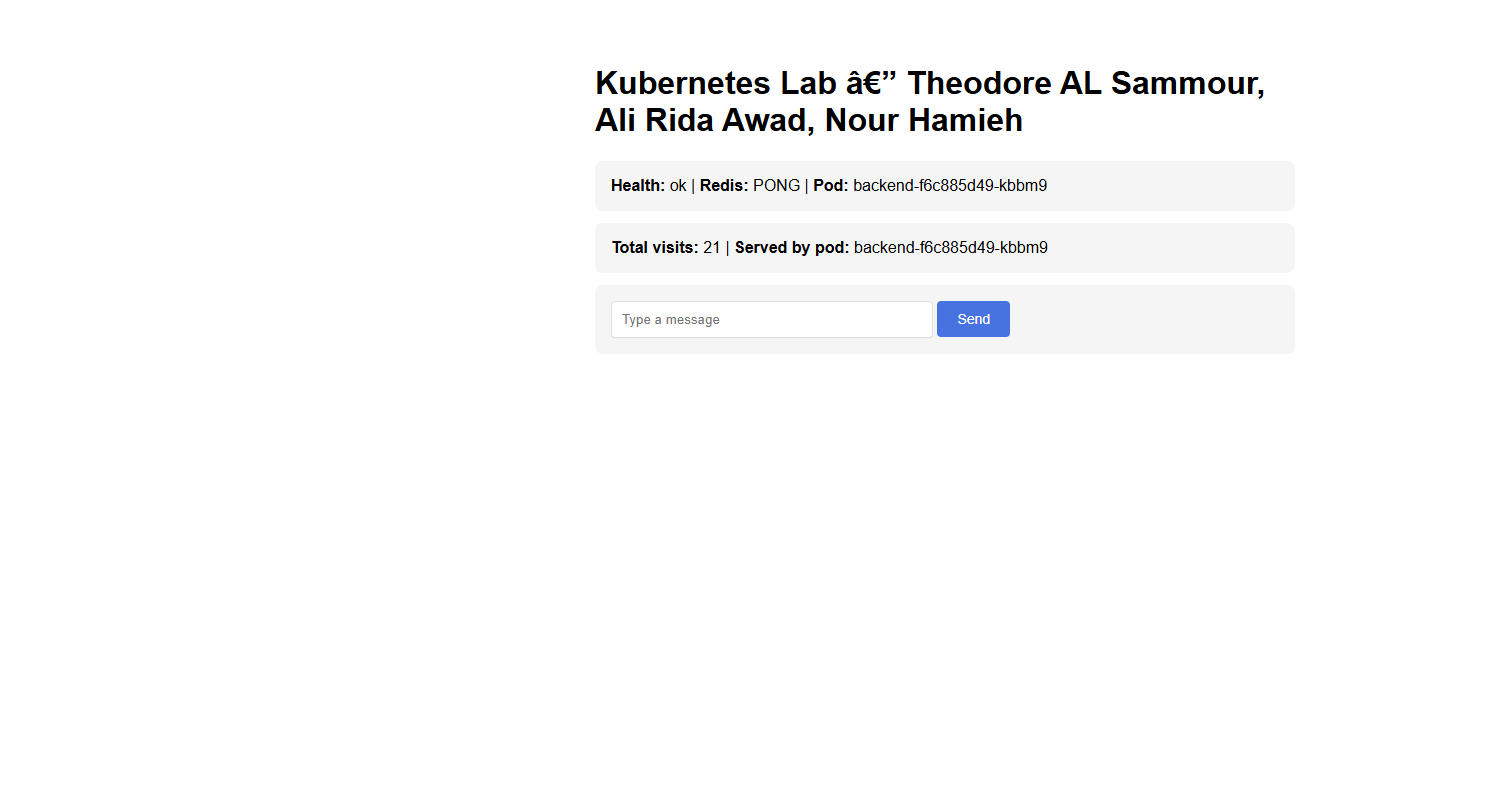 Kubernetes Lab â€” Theodore AL Sammour,
Ali Rida Awad, Nour Hamieh
Health: ok | Redis: PONG | Pod: backend-f6c885d49-kbbm9
Total visits: 21 | Served by pod: backend-f6c885d49-kbbm9
Type a message Send